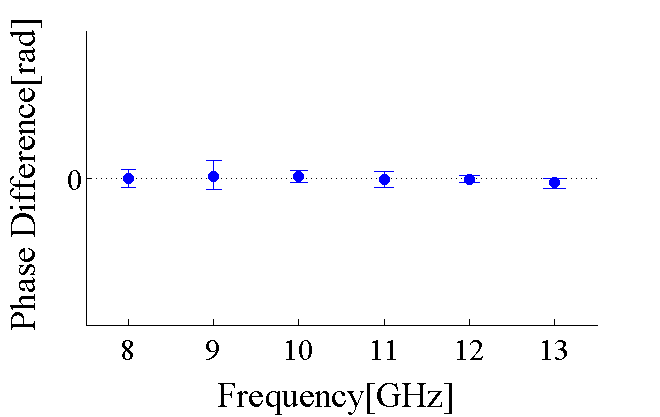 Phase Difference[rad]
0
8 9 10 11 12 13
Frequency[GHz]